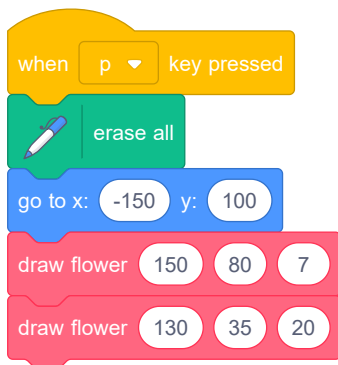 when p key pressed
erase all
go to x: -150 y: 100
draw flower 150 80 7
draw flower 130 35 20